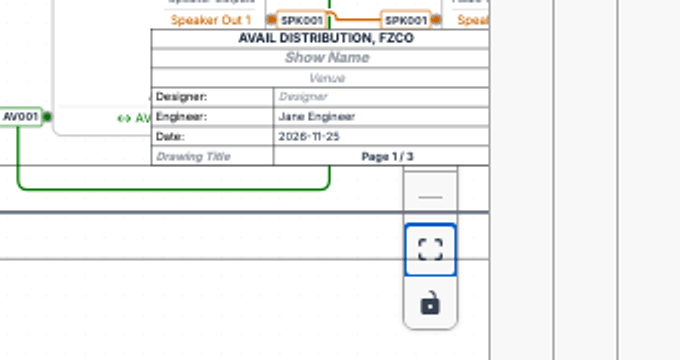 Speaker Out 1
SPK001
SPK001
AVAIL DISTRIBUTION, FZCO
Show Name
Venue
Designer: Designer
Engineer: Jane Engineer
Date: 2026-11-25
Drawing Title Page 1 / 3
AV001
↔ AV